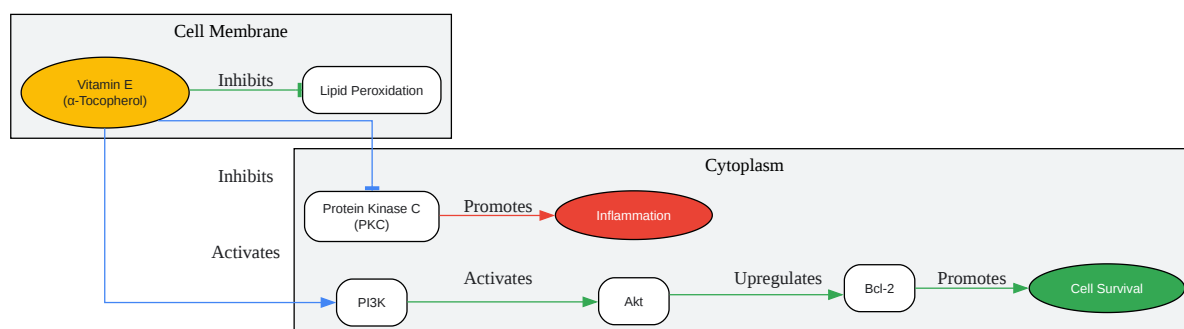 Cell Membrane
Vitamin E
(α-Tocopherol)
Inhibits
Lipid Peroxidation
Cytoplasm
Inhibits
Protein Kinase C
(PKC)
Promotes
Inflammation
Activates
PI3K
Activates
Akt
Upregulates
Bcl-2
Promotes
Cell Survival